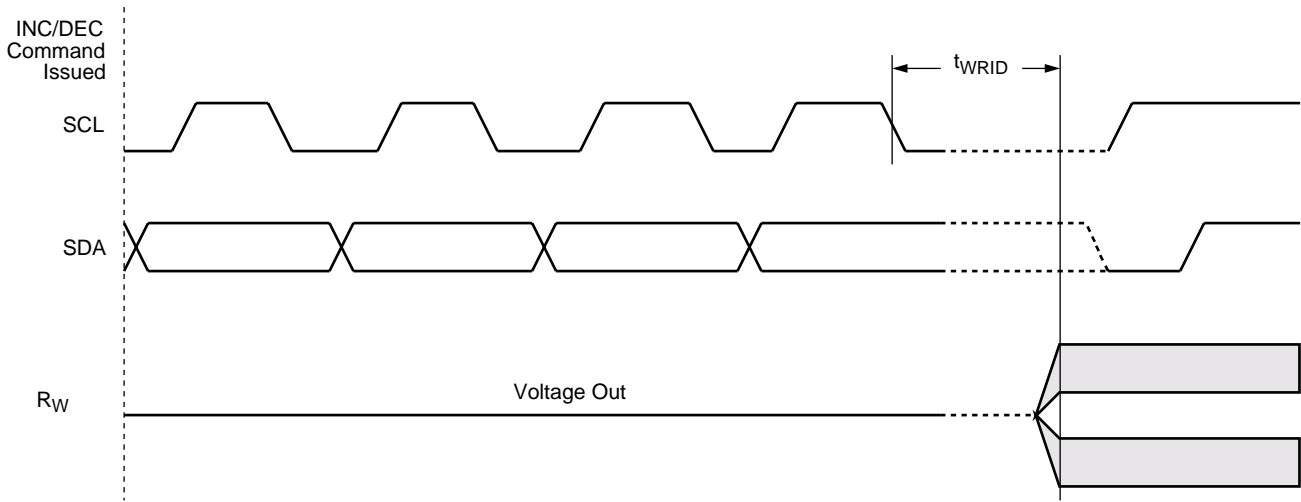 INC/DEC
Command
Issued
tWRID
SCL
SDA
Voltage Out
RW